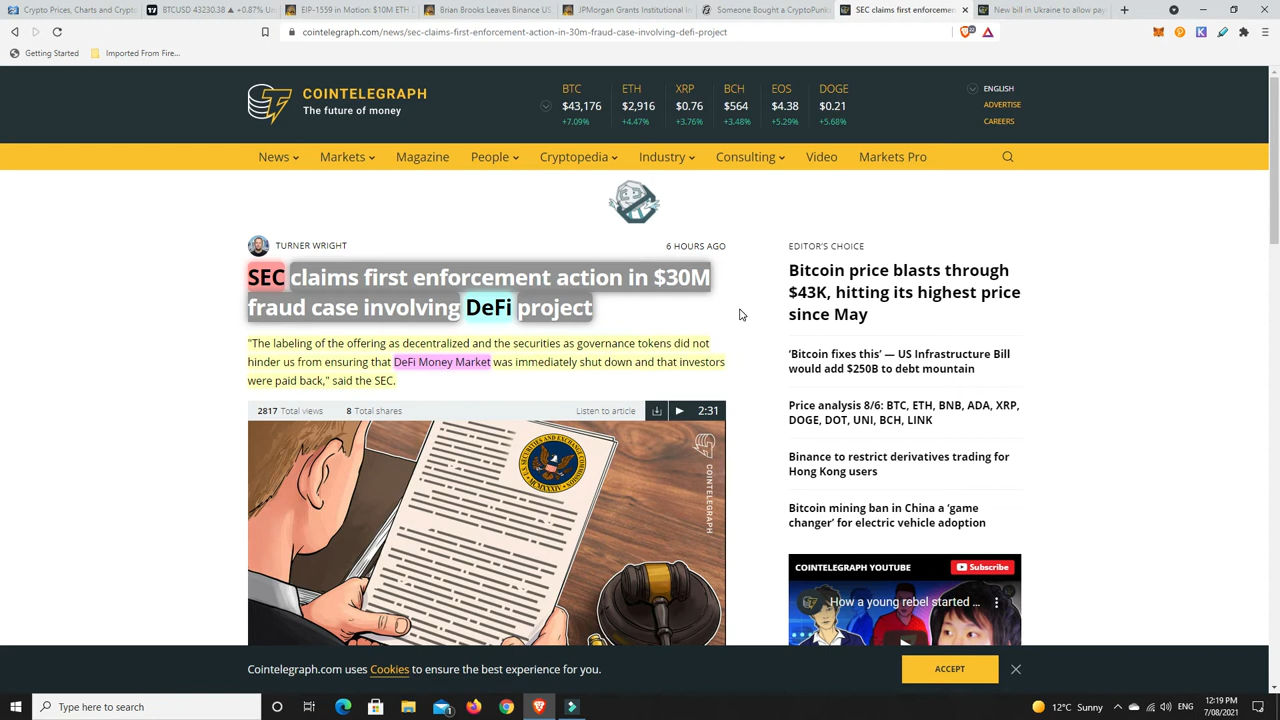 Crypto Prices, Charts and Crypto
BTCUSD 43230.38 ▲ +0.87% Un
EIP-1559 in Motion: $10M ETH
Brian Brooks Leaves Binance US
JPMorgan Grants Institutional In
Someone Bought a CryptoPunk
SEC claims first enforcement
New bill in Ukraine to allow pay
cointelegraph.com/news/sec-claims-first-enforcement-action-in-30m-fraud-case-involving-defi-project
Getting Started
Imported From Fire...
COINTELEGRAPH
The future of money
BTC ETH XRP BCH EOS DOGE
$43,176 $2,916 $0.76 $564 $4.38 $0.21
+7.09% +4.47% +3.76% +3.48% +5.29% +5.68%
ENGLISH
ADVERTISE
CAREERS
News Markets Magazine People Cryptopedia Industry Consulting Video Markets Pro
TURNER WRIGHT
6 HOURS AGO
SEC claims first enforcement action in $30M
fraud case involving DeFi project
"The labeling of the offering as decentralized and the securities as governance tokens did not
hinder us from ensuring that DeFi Money Market was immediately shut down and that investors
were paid back," said the SEC.
2817 Total views 8 Total shares Listen to article 2:31
COINTELEGRAPH
EDITOR'S CHOICE
Bitcoin price blasts through
$43K, hitting its highest price
since May
‘Bitcoin fixes this’ — US Infrastructure Bill
would add $250B to debt mountain
Price analysis 8/6: BTC, ETH, BNB, ADA, XRP,
DOGE, DOT, UNI, BCH, LINK
Binance to restrict derivatives trading for
Hong Kong users
Bitcoin mining ban in China a ‘game
changer’ for electric vehicle adoption
COINTELEGRAPH YOUTUBE
Subscribe
How a young rebel started ...
Cointelegraph.com uses Cookies to ensure the best experience for you.
ACCEPT
Type here to search
12°C Sunny
ENG
12:19 PM
7/08/2021